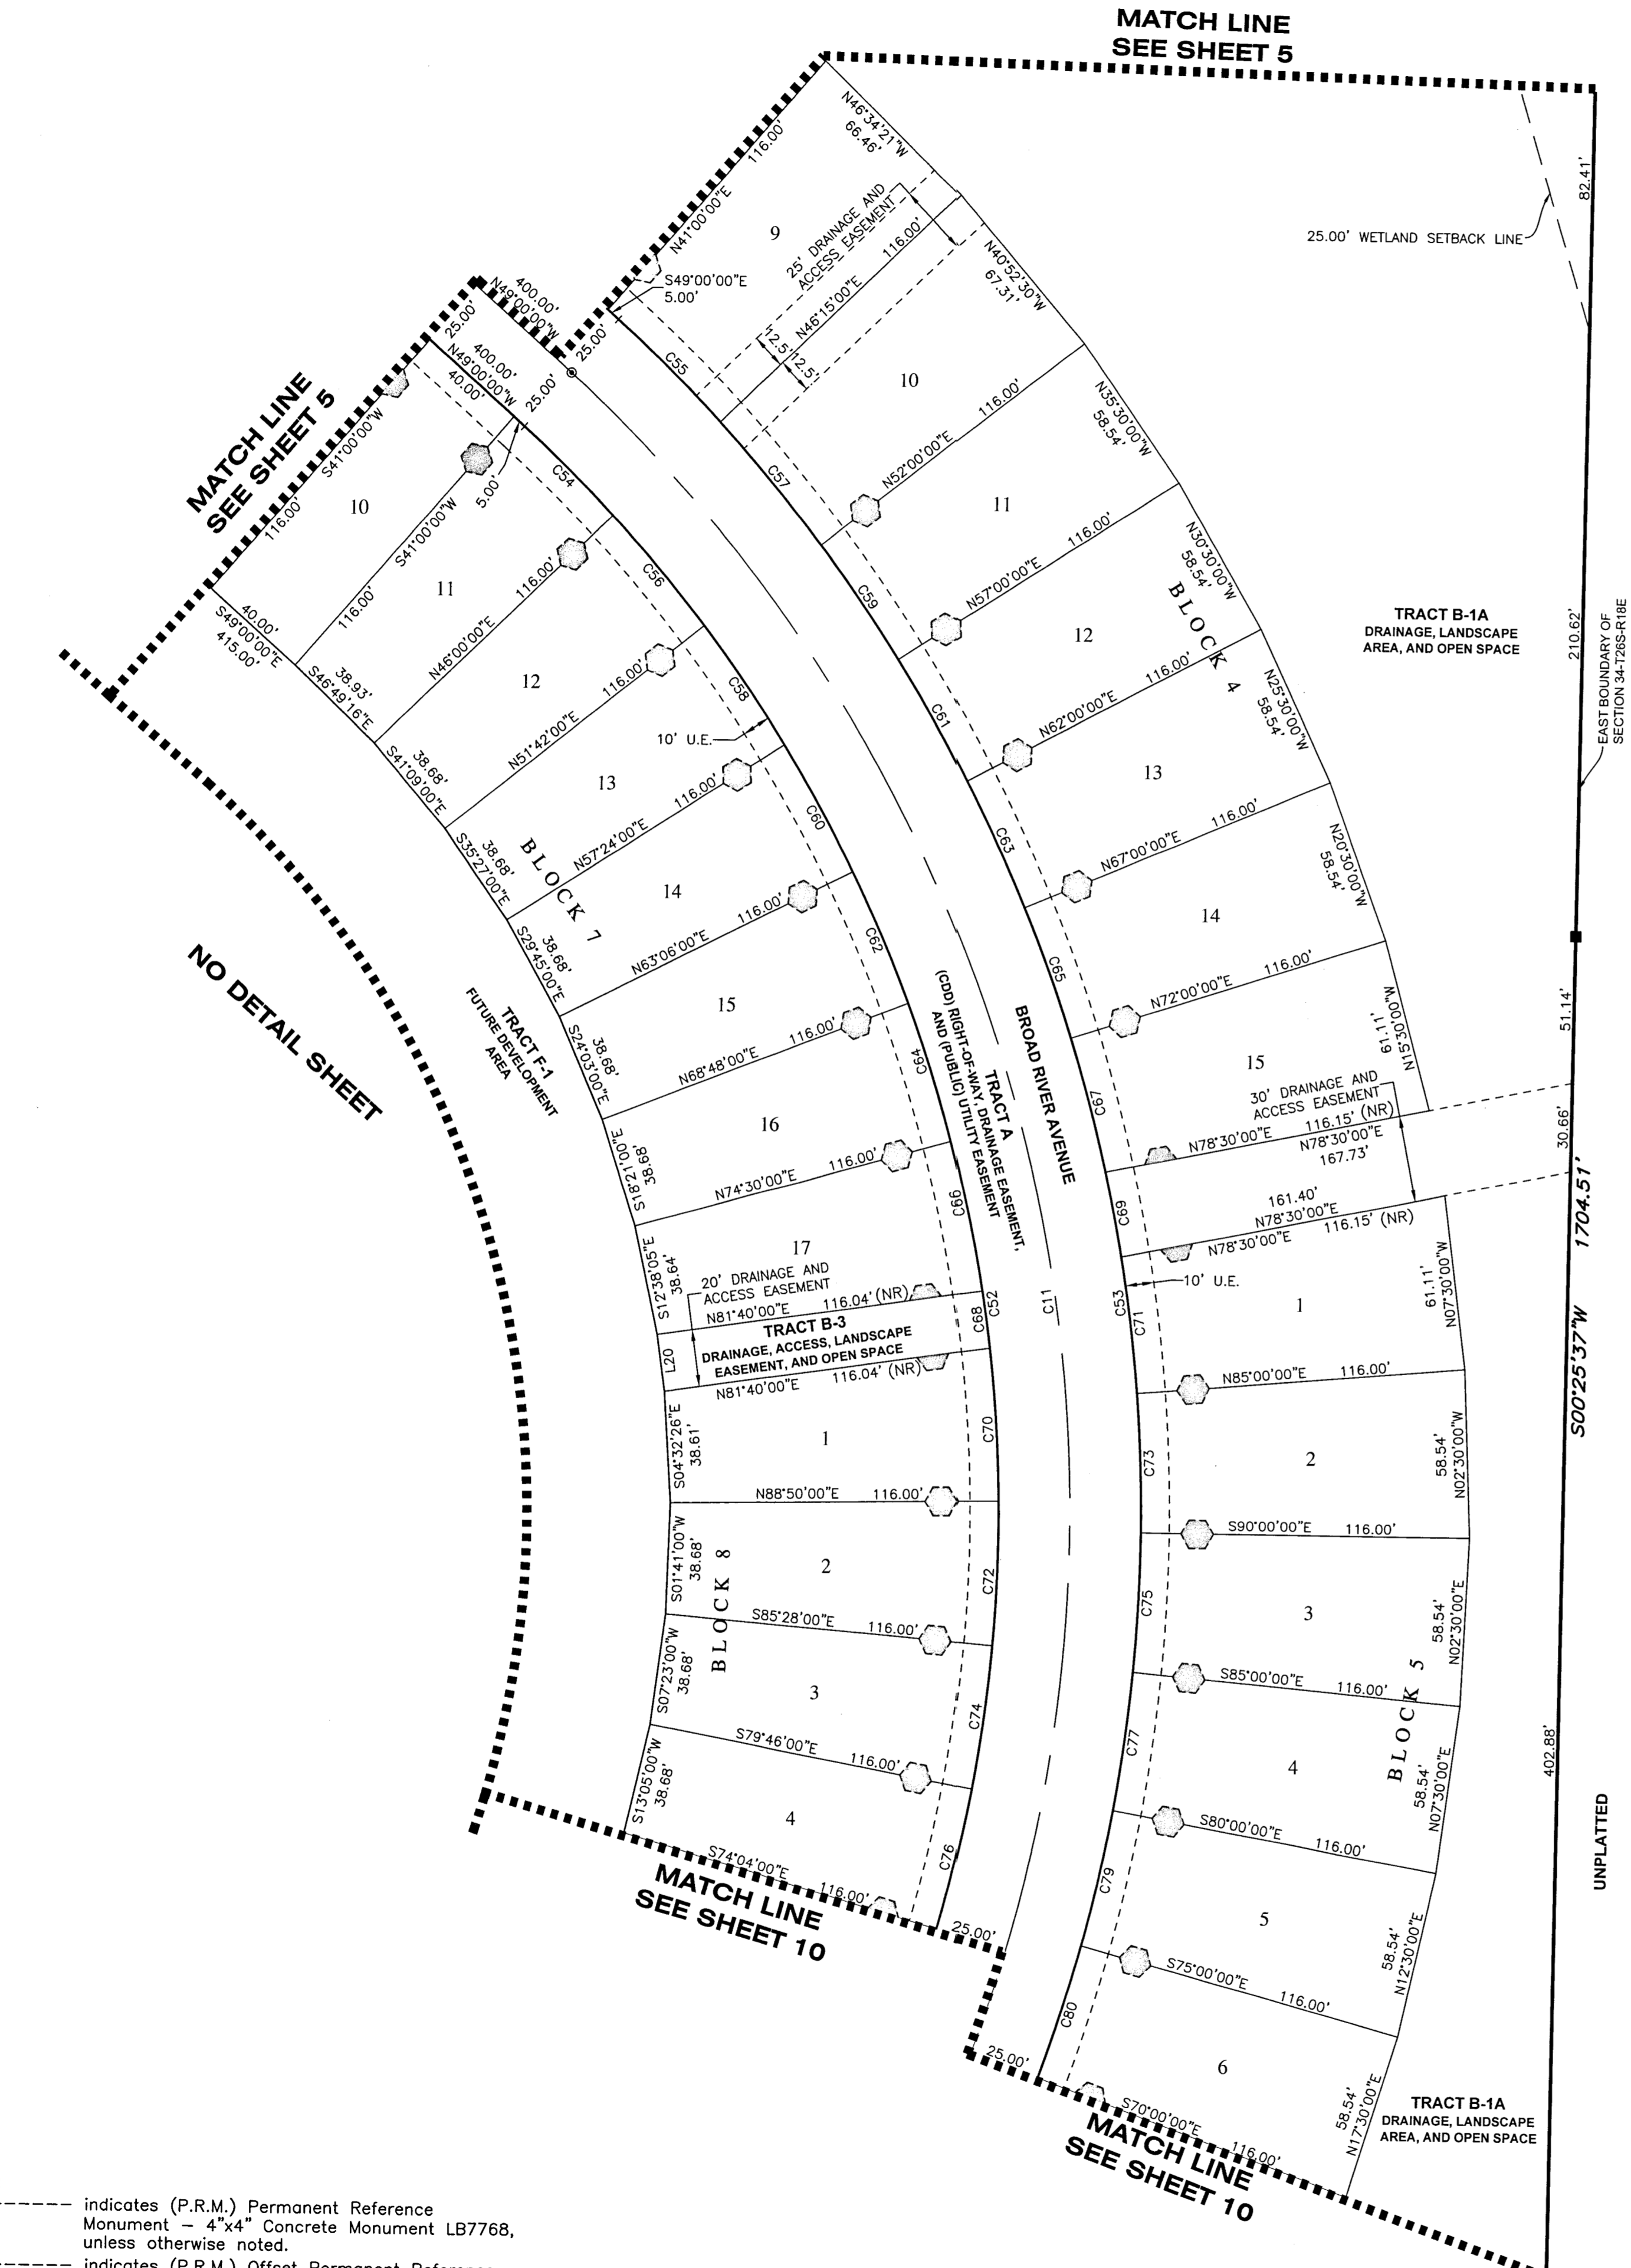 MATCH LINE
SEE SHEET 5
N46°34'21"W
66.46'
82.41'
25.00' WETLAND SETBACK LINE
116.00'
N41°00'00"E
9
25' DRAINAGE AND
ACCESS EASEMENT
116.00'
N46°15'00"E
N40°52'30"W
67.31'
S49°00'00"E
5.00'
400.00'
N49°00'00"W
25.00'
25.00'
12.5'
12.5'
C55
10
400.00'
N49°00'00"W
40.00'
25.00'
MATCH LINE
SEE SHEET 5
S41°00'00"W
116.00'
10
5.00'
C54
C57
N52°00'00"E
116.00'
N35°30'00"W
58.54'
11
S41°00'00"W
116.00'
11
N46°00'00"E
116.00'
C56
C59
N57°00'00"E
116.00'
N30°30'00"W
58.54'
BLOCK 4
12
40.00'
S49°00'00"E
415.00'
38.93'
S46°49'16"E
12
N51°42'00"E
116.00'
C58
10' U.E.
C61
N62°00'00"E
116.00'
N25°30'00"W
58.54'
TRACT B-1A
DRAINAGE, LANDSCAPE
AREA, AND OPEN SPACE
210.62'
EAST BOUNDARY OF
SECTION 34-T26S-R18E
38.68'
S41°09'00"E
13
N57°24'00"E
116.00'
C60
C63
13
N67°00'00"E
116.00'
N20°30'00"W
58.54'
38.68'
S35°27'00"E
BLOCK 7
14
N63°06'00"E
116.00'
C62
C65
14
N72°00'00"E
116.00'
N15°30'00"W
61.11'
51.14'
NO DETAIL SHEET
38.68'
S29°45'00"E
TRACT F-1
FUTURE DEVELOPMENT
AREA
15
N68°48'00"E
116.00'
C64
TRACT A
(CDD) RIGHT-OF-WAY, DRAINAGE EASEMENT,
AND (PUBLIC) UTILITY EASEMENT
BROAD RIVER AVENUE
C67
15
30' DRAINAGE AND
ACCESS EASEMENT
N78°30'00"E 116.15' (NR)
N78°30'00"E
167.73'
30.66'
S00°25'37"W 1704.51'
38.68'
S24°03'00"E
16
N74°30'00"E
116.00'
C66
C69
161.40'
N78°30'00"E
N78°30'00"E 116.15' (NR)
S18°21'00"E
38.68'
17
20' DRAINAGE AND
ACCESS EASEMENT
N81°40'00"E 116.04' (NR)
S12°38'05"E
38.64'
C68
C52
C11
C53
10' U.E.
C71
1
61.11'
N07°30'00"W
TRACT B-3
DRAINAGE, ACCESS, LANDSCAPE
EASEMENT, AND OPEN SPACE
L20
N81°40'00"E 116.04' (NR)
N85°00'00"E 116.00'
S04°32'26"E
38.61'
1
C70
C73
2
58.54'
N02°30'00"W
N88°50'00"E 116.00'
S90°00'00"E 116.00'
S01°41'00"W
38.68'
BLOCK 8
2
C72
C75
3
58.54'
N02°30'00"E
S85°28'00"E 116.00'
S85°00'00"E 116.00'
S07°23'00"W
38.68'
3
C74
C77
4
BLOCK 5
58.54'
N07°30'00"E
402.88'
S79°46'00"E 116.00'
S80°00'00"E 116.00'
S13°05'00"W
38.68'
4
C76
C79
5
58.54'
N12°30'00"E
UNPLATTED
S74°04'00"E 116.00'
MATCH LINE
SEE SHEET 10
25.00'
S75°00'00"E 116.00'
C80
6
25.00'
58.54'
N17°30'00"E
S70°00'00"E 116.00'
MATCH LINE
SEE SHEET 10
TRACT B-1A
DRAINAGE, LANDSCAPE
AREA, AND OPEN SPACE
indicates (P.R.M.) Permanent Reference
Monument – 4"x4" Concrete Monument LB7768,
unless otherwise noted.
indicates (P.R.M.) Offset Permanent Reference